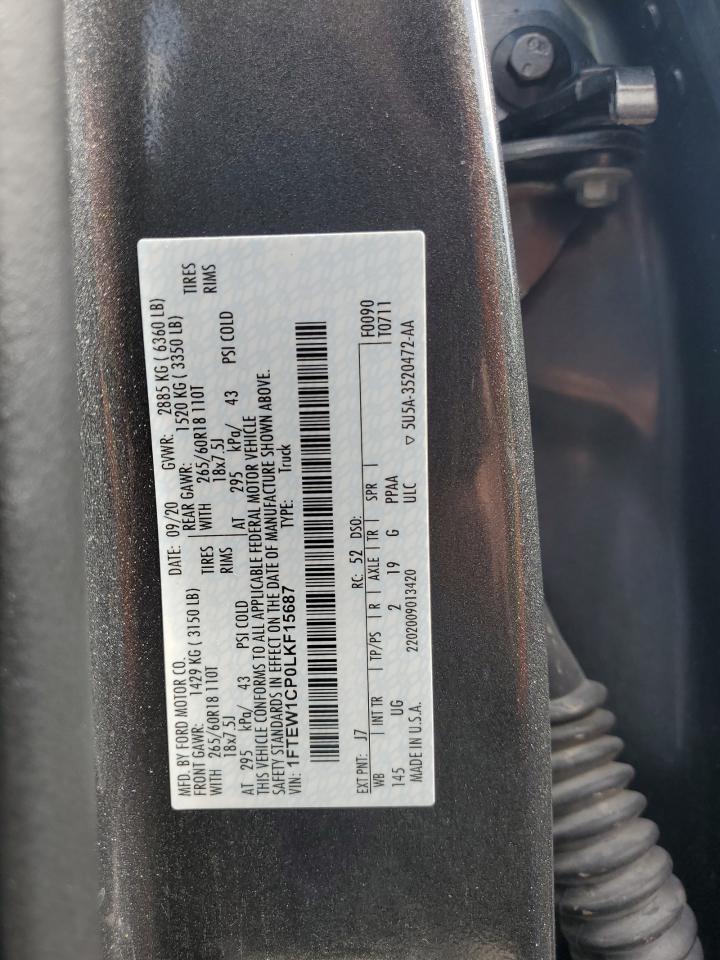 MFD. BY FORD MOTOR CO.
DATE: 09/20 GVWR: 2885 KG ( 6360 LB)
FRONT GAWR: 1429 KG ( 3150 LB) REAR GAWR: 1520 KG ( 3350 LB)
WITH 265/60R18 110T TIRES WITH 265/60R18 110T TIRES
18x7.5J RIMS 18x7.5J RIMS
AT 295 kPa/ 43 PSI COLD AT 295 kPa/ 43 PSI COLD
THIS VEHICLE CONFORMS TO ALL APPLICABLE FEDERAL MOTOR VEHICLE
SAFETY STANDARDS IN EFFECT ON THE DATE OF MANUFACTURE SHOWN ABOVE.
VIN: 1FTEW1CP0LKF15687 TYPE: Truck
F0090
EXT PNT: J7 RC: 52 DSO: T0711
WB INT TR TP/PS R AXLE TR SPR
145 UG 2 19 G PPAA
MADE IN U.S.A. 2202009013420 ULC ▽ 5U5A-3520472-AA